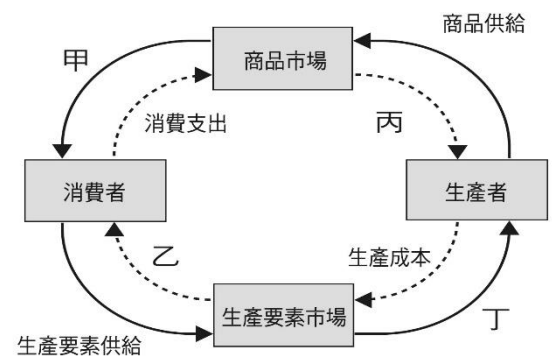 商品供給
甲
商品市場
消費支出
丙
消費者
生產者
乙
生產成本
生產要素市場
丁
生產要素供給